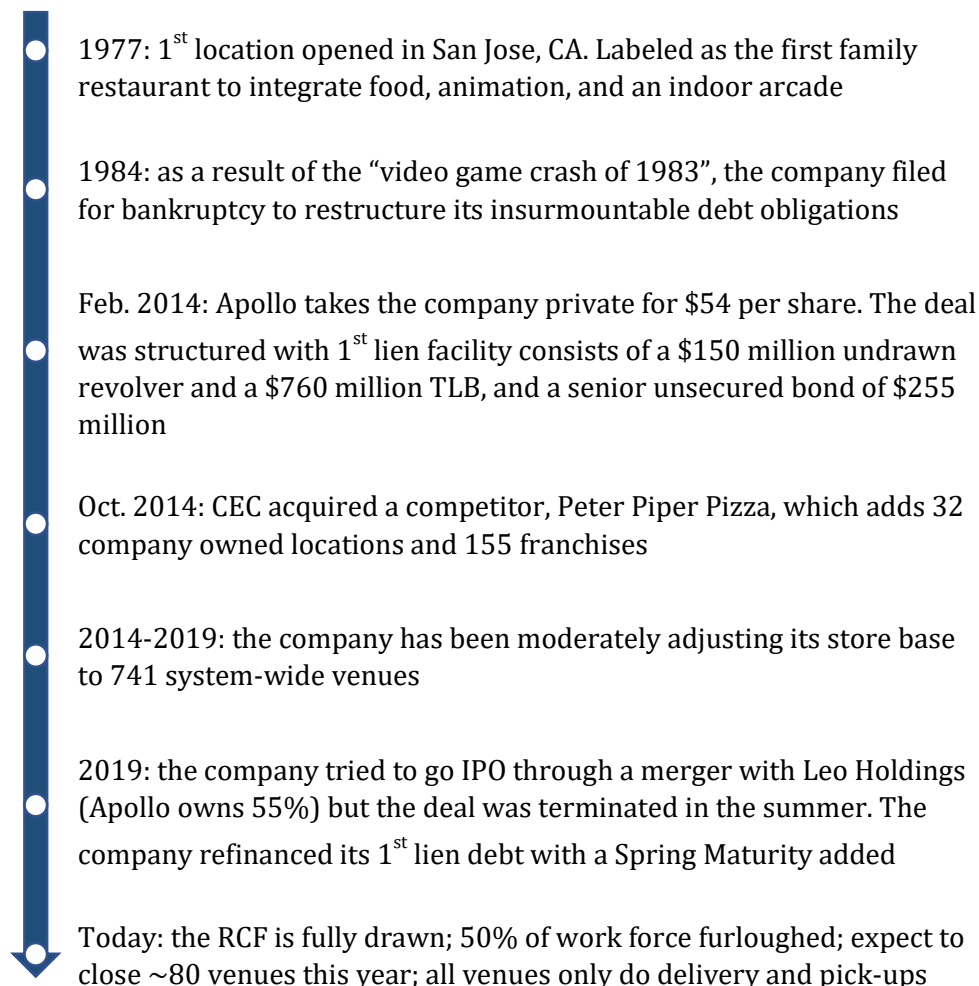 1977: 1st location opened in San Jose, CA. Labeled as the first family
restaurant to integrate food, animation, and an indoor arcade
1984: as a result of the “video game crash of 1983”, the company filed
for bankruptcy to restructure its insurmountable debt obligations
Feb. 2014: Apollo takes the company private for $54 per share. The deal
was structured with 1st lien facility consists of a $150 million undrawn
revolver and a $760 million TLB, and a senior unsecured bond of $255
million
Oct. 2014: CEC acquired a competitor, Peter Piper Pizza, which adds 32
company owned locations and 155 franchises
2014-2019: the company has been moderately adjusting its store base
to 741 system-wide venues
2019: the company tried to go IPO through a merger with Leo Holdings
(Apollo owns 55%) but the deal was terminated in the summer. The
company refinanced its 1st lien debt with a Spring Maturity added
Today: the RCF is fully drawn; 50% of work force furloughed; expect to
close ~80 venues this year; all venues only do delivery and pick-ups